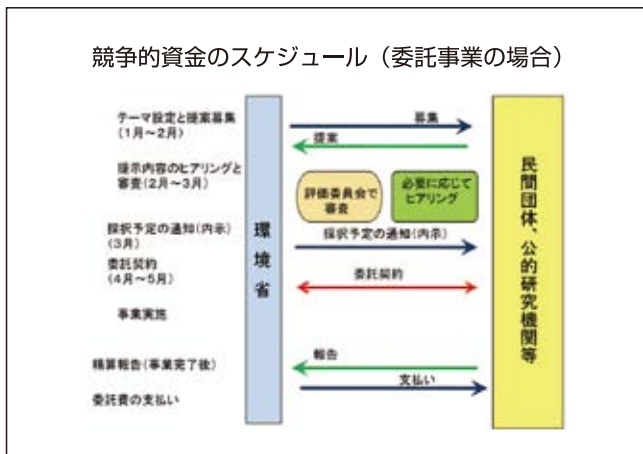 競争的資金のスケジュール（委託事業の場合）
テーマ設定と提案募集
(1月～2月)
募集
提案
提示内容のヒアリングと
審査(2月～3月)
評価委員会で
審査
必要に応じて
ヒアリング
採択予定の通知(内示)
(3月)
採択予定の通知(内示)
委託契約
(4月～5月)
委託契約
事業実施
精算報告(事業完了後)
報告
支払い
委託費の支払い
環境省
民間団体、公的研究機関等